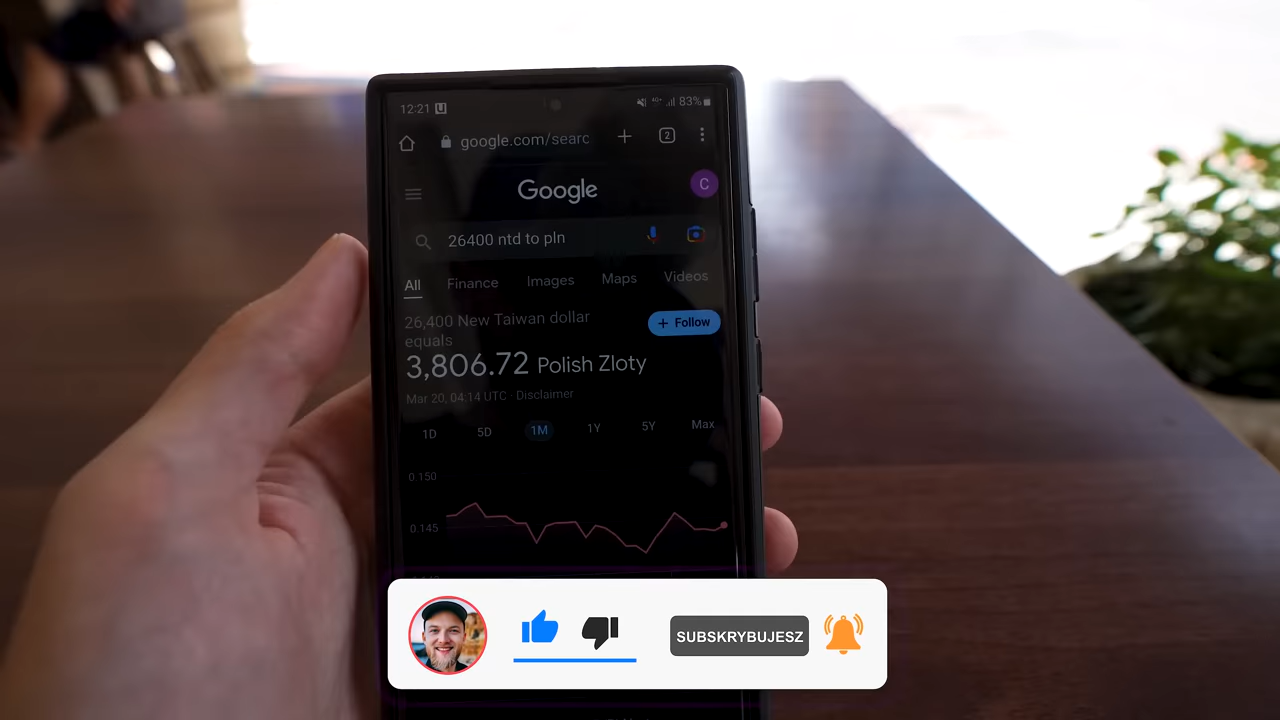 12:21
4G+
83%
google.com/searc
2
Google
C
26400 ntd to pln
All Finance Images Maps Videos
26,400 New Taiwan dollar
equals
+ Follow
3,806.72 Polish Zloty
Mar 20, 04:14 UTC · Disclaimer
1D 5D 1M 1Y 5Y Max
0.150
0.145
SUBSKRYBUJESZ